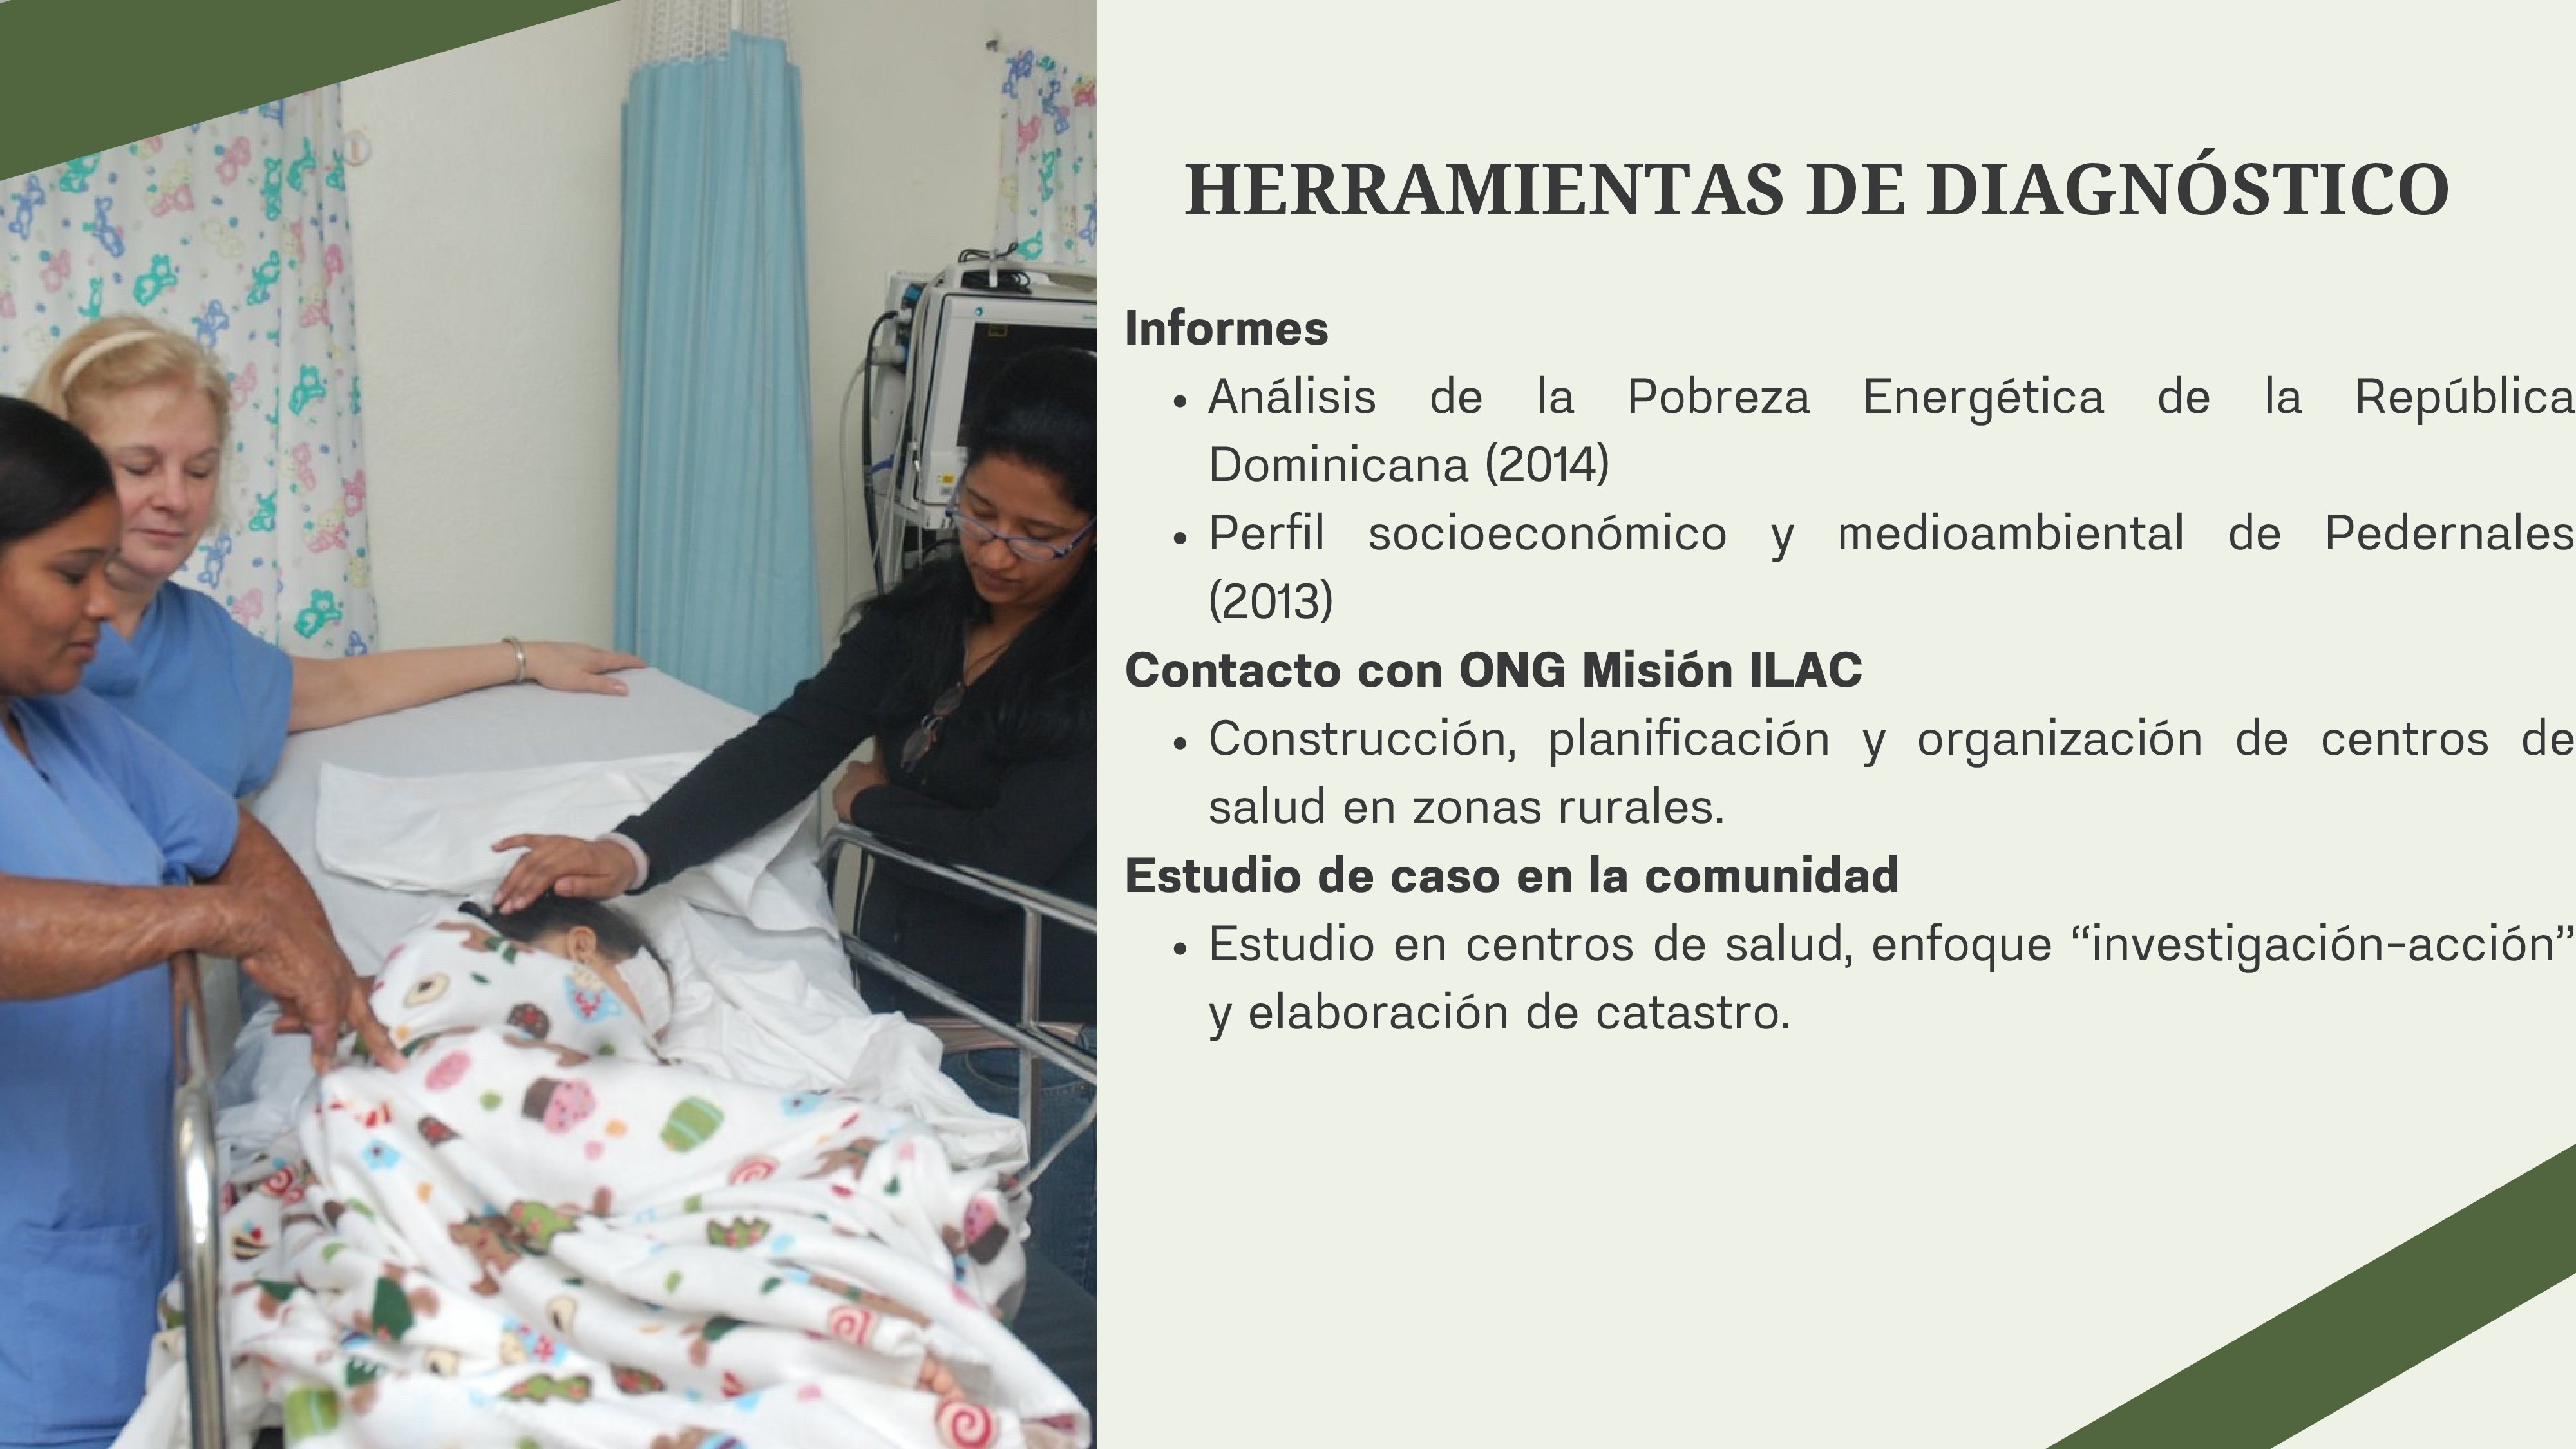 HERRAMIENTAS DE DIAGNÓSTICO
Informes
• Análisis de la Pobreza Energética de la República
Dominicana (2014)
• Perfil socioeconómico y medioambiental de Pedernales
(2013)
Contacto con ONG Misión ILAC
• Construcción, planificación y organización de centros de
salud en zonas rurales.
Estudio de caso en la comunidad
• Estudio en centros de salud, enfoque “investigación-acción”
y elaboración de catastro.